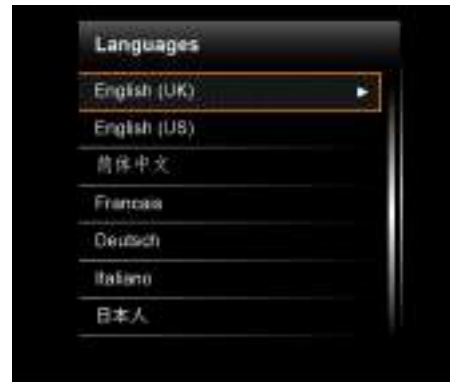 Languages
English (UK)
English (US)
简体中文
Francais
Deutsch
Italiano
日本人